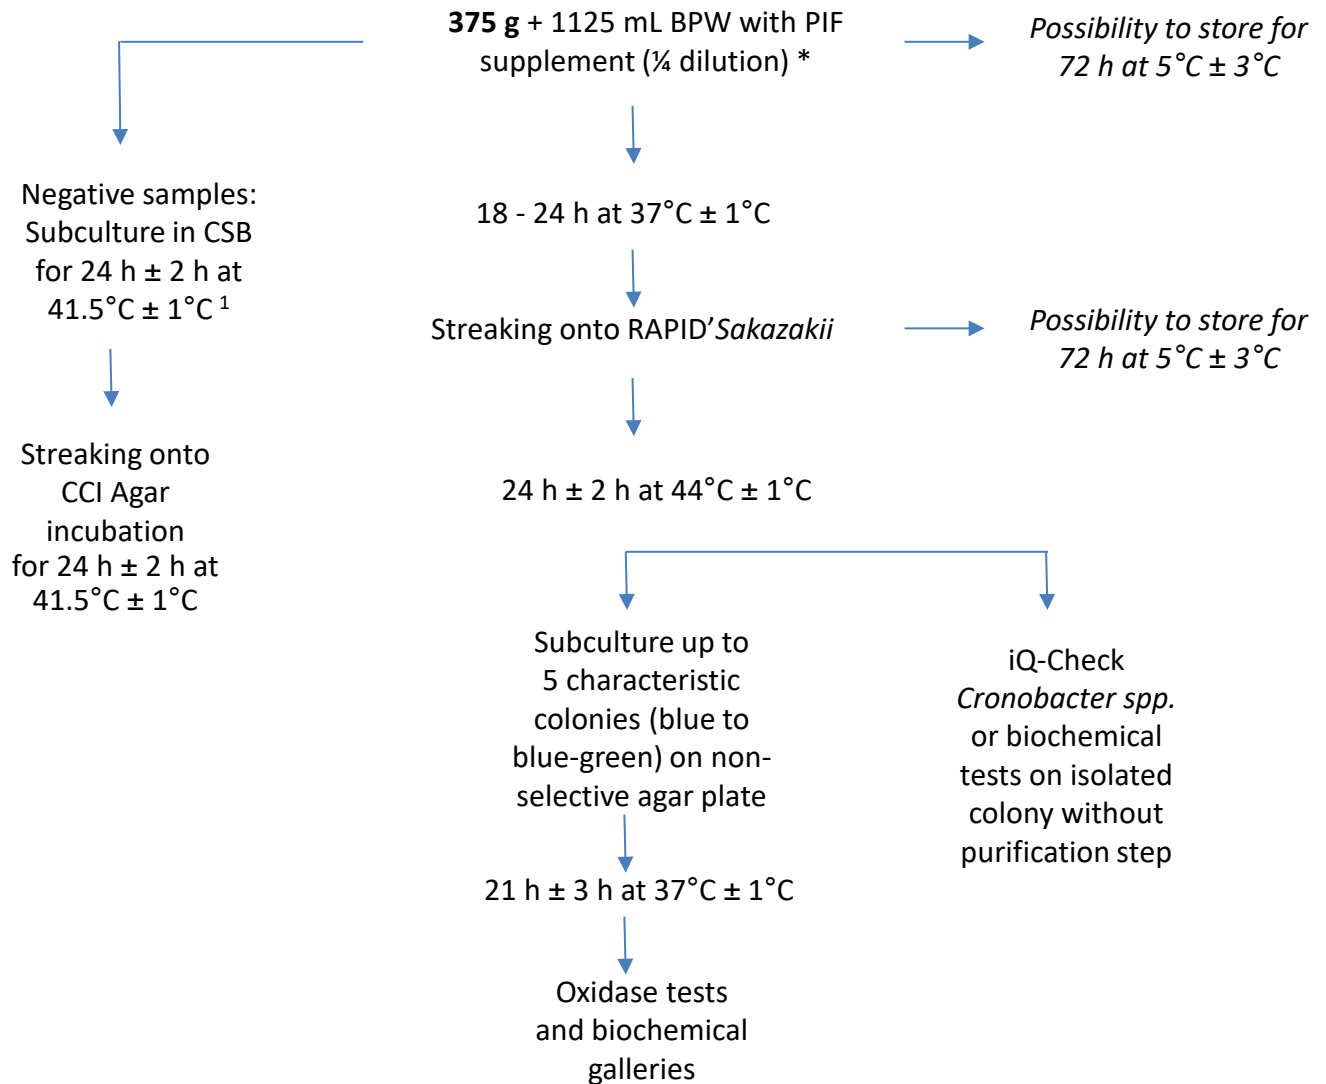 375 g + 1125 mL BPW with PIF
supplement (¼ dilution) *
Possibility to store for
72 h at 5°C ± 3°C
Negative samples:
Subculture in CSB
for 24 h ± 2 h at
41.5°C ± 1°C ¹
18 - 24 h at 37°C ± 1°C
Streaking onto RAPID’Sakazakii
Possibility to store for
72 h at 5°C ± 3°C
Streaking onto
CCI Agar
incubation
for 24 h ± 2 h at
41.5°C ± 1°C
24 h ± 2 h at 44°C ± 1°C
Subculture up to
5 characteristic
colonies (blue to
blue-green) on non-
selective agar plate
iQ-Check
Cronobacter spp.
or biochemical
tests on isolated
colony without
purification step
21 h ± 3 h at 37°C ± 1°C
Oxidase tests
and biochemical
galleries